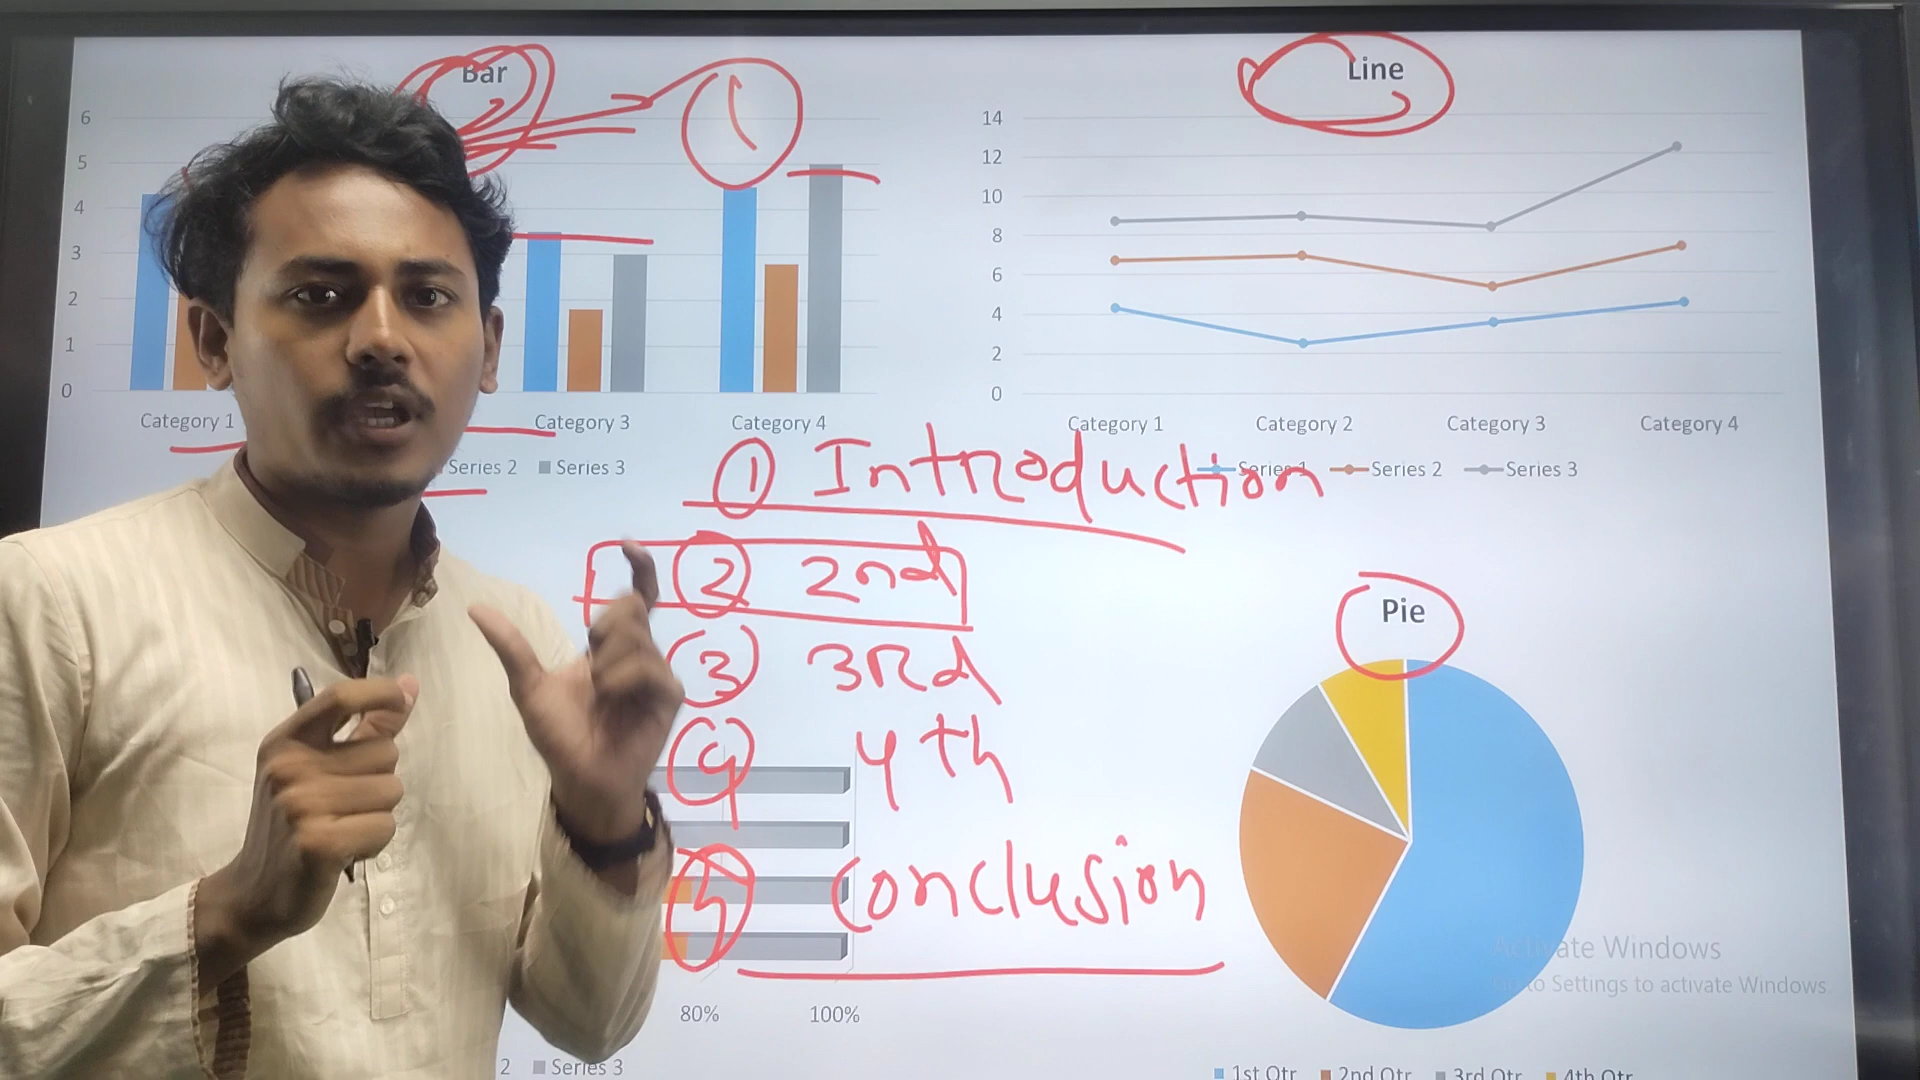 Bar
1
6
5
4
3
2
1
0
Category 1
Category 3
Category 4
Series 2
Series 3
Line
14
12
10
8
6
4
2
0
Category 1
Category 2
Category 3
Category 4
Series 1
Series 2
Series 3
1 Introduction
2 2nd
3 3rd
4 4th
5 Conclusion
80%
100%
2
Series 3
Pie
Activate Windows
to Settings to activate Windows.
1st Qtr
2nd Qtr
3rd Qtr
4th Qtr